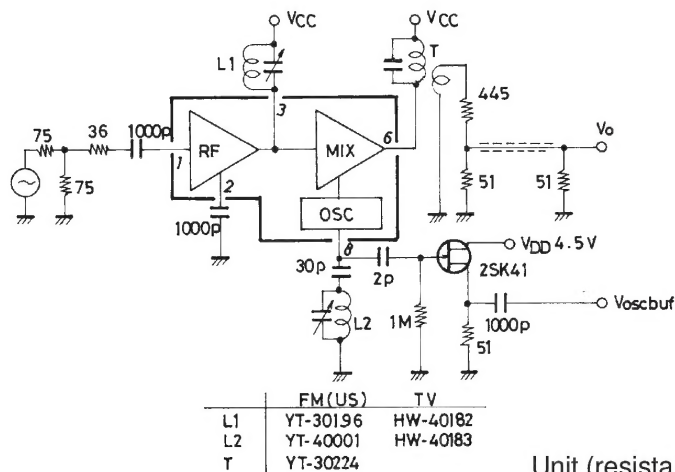 VCC
VCC
L1
T
3
445
75
36
1000p
6
Vo
1
RF
MIX
75
2
51
51
OSC
1000p
8
VDD 4.5V
30p
2p
2SK41
L2
1M
1000p
Voscbuf
51
FM(US) TV
L1 YT-30196 HW-40182
L2 YT-40001 HW-40183
T YT-30224
Unit (resista